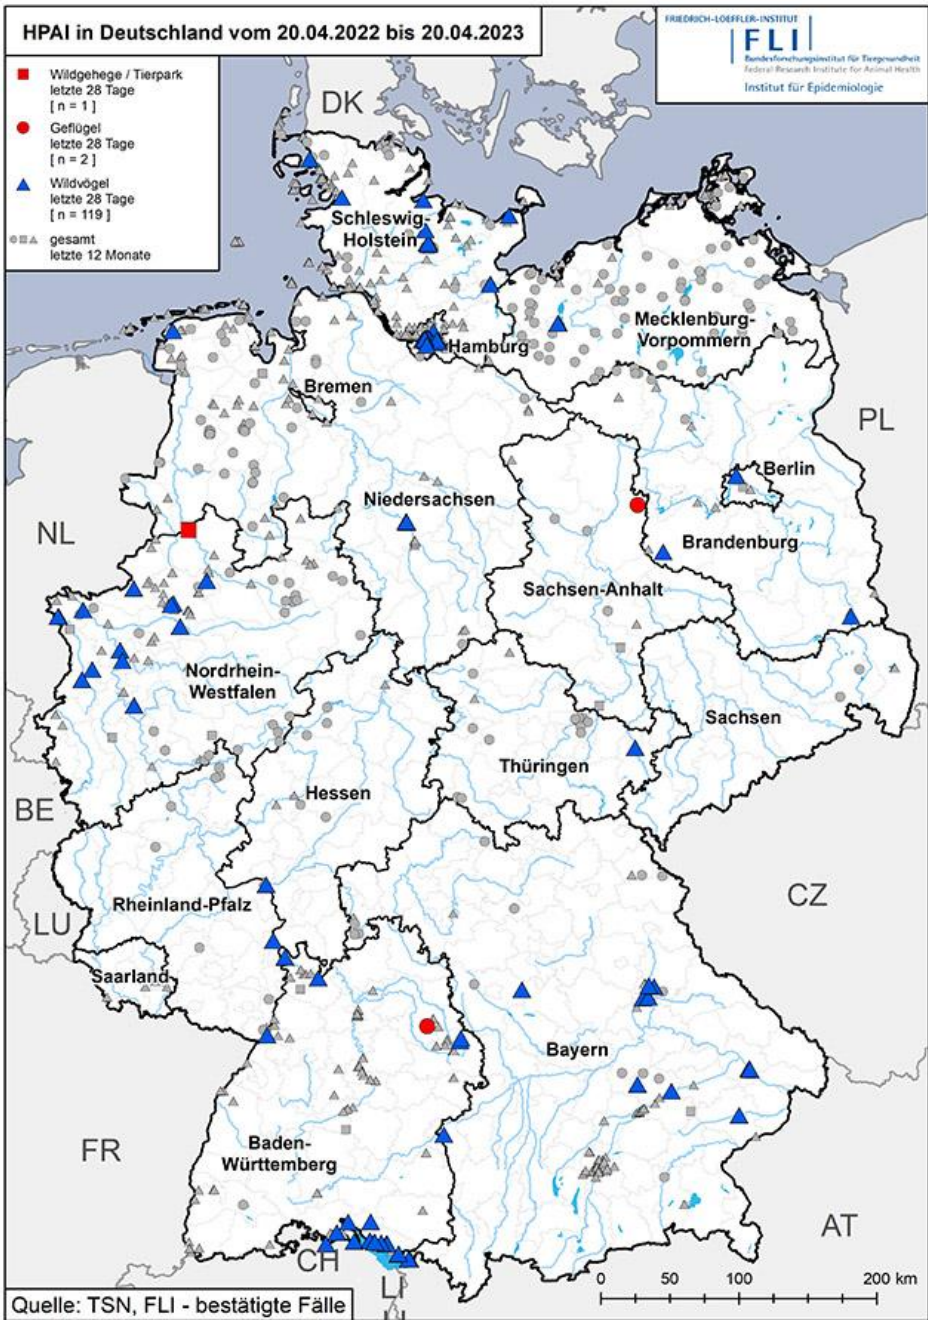 HPAI in Deutschland vom 20.04.2022 bis 20.04.2023
FRIEDRICH-LOEFFLER-INSTITUT
FLI
Bundesforschungsinstitut für Tiergesundheit
Federal Research Institute for Animal Health
Institut für Epidemiologie
Wildgehege / Tierpark
letzte 28 Tage
[ n = 1 ]
Geflügel
letzte 28 Tage
[ n = 2 ]
Wildvögel
letzte 28 Tage
[ n = 119 ]
gesamt
letzte 12 Monate
DK
Schleswig-
Holstein
Mecklenburg-
Vorpommern
Hamburg
Bremen
PL
Berlin
Niedersachsen
NL
Brandenburg
Sachsen-Anhalt
Nordrhein-
Westfalen
Sachsen
Thüringen
Hessen
BE
CZ
Rheinland-Pfalz
LU
Saarland
Bayern
FR
Baden-
Württemberg
AT
CH
LI
0 50 100 200 km
Quelle: TSN, FLI - bestätigte Fälle